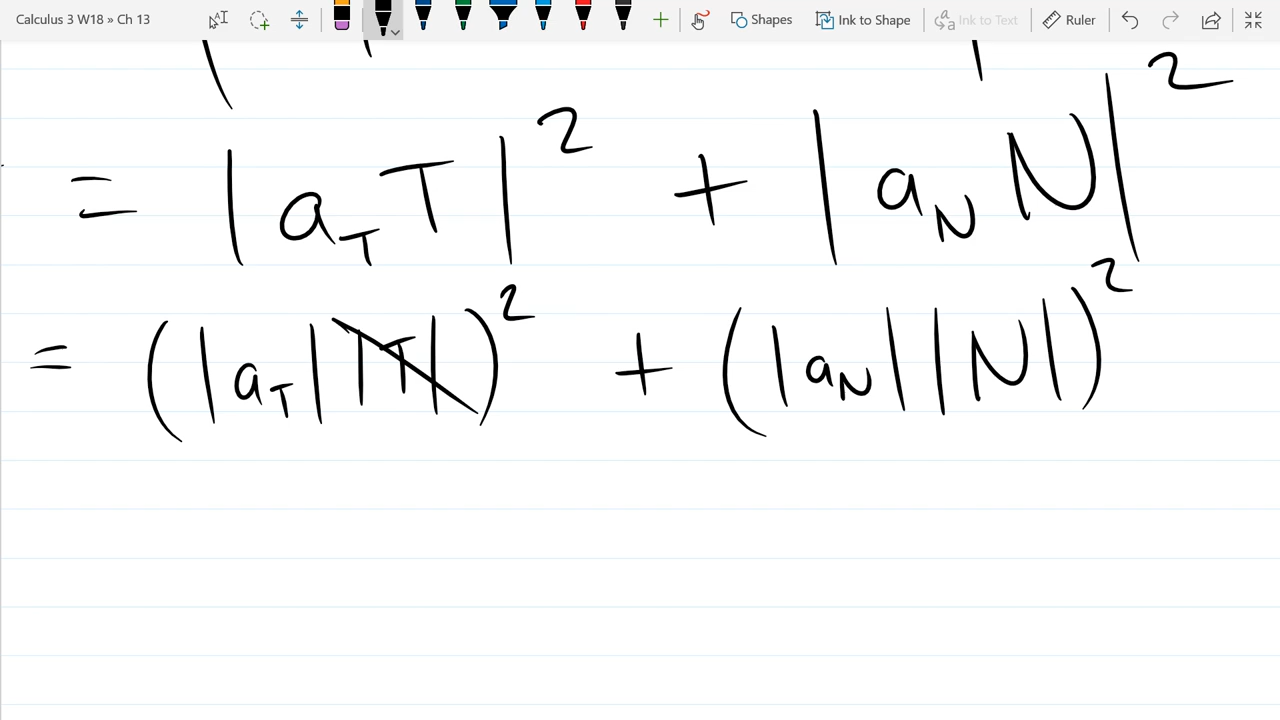 Calculus 3 W18 » Ch 13 Shapes Ink to Shape Ink to Text Ruler
= |a_T T|^2 + |a_N N|^2
= (|a_T| |T|)^2 + (|a_N| |N|)^2